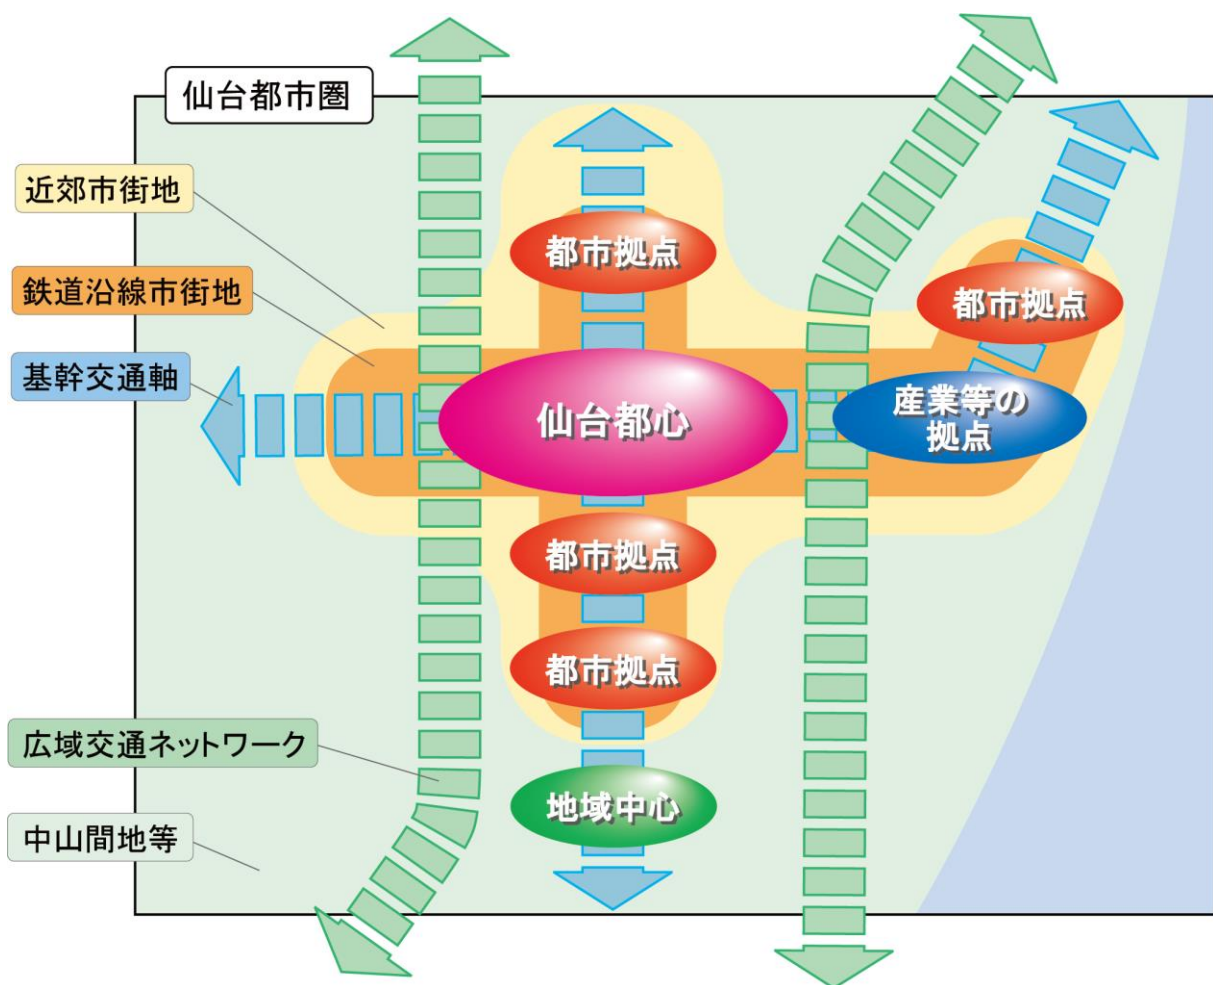 仙台都市圏
近郊市街地
鉄道沿線市街地
基幹交通軸
広域交通ネットワーク
中山間地等
都市拠点
都市拠点
仙台都心
産業等の
拠点
都市拠点
都市拠点
地域中心